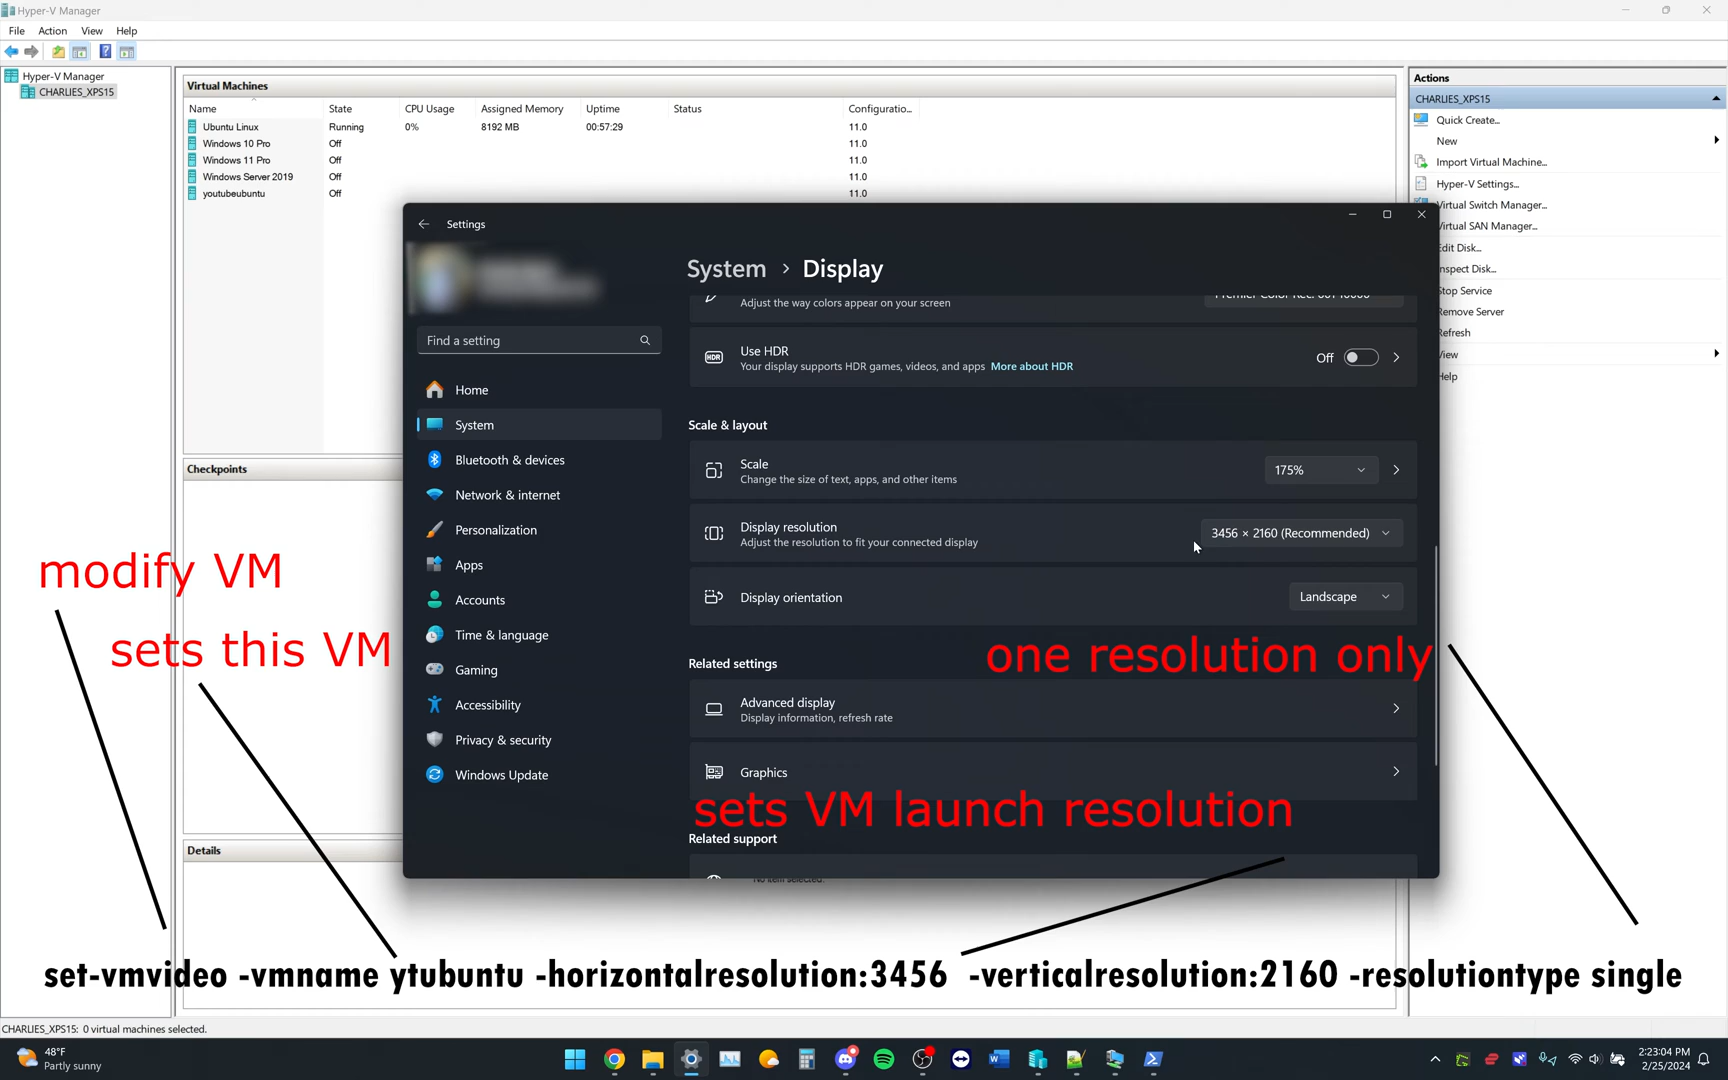 Hyper-V Manager
File Action View Help
Hyper-V Manager
CHARLIES_XPS15
Virtual Machines
Name State CPU Usage Assigned Memory Uptime Status Configuratio...
Ubuntu Linux Running 0% 8192 MB 00:57:29 11.0
Windows 10 Pro Off 11.0
Windows 11 Pro Off 11.0
Windows Server 2019 Off 11.0
youtubeubuntu Off 11.0
Checkpoints
Details
Actions
CHARLIES_XPS15
Quick Create...
New
Import Virtual Machine...
Hyper-V Settings...
Virtual Switch Manager...
Virtual SAN Manager...
Edit Disk...
nspect Disk...
Stop Service
Remove Server
Refresh
View
Help
Settings
Find a setting
Home
System
Bluetooth & devices
Network & internet
Personalization
Apps
Accounts
Time & language
Gaming
Accessibility
Privacy & security
Windows Update
System > Display
Adjust the way colors appear on your screen
Use HDR
Your display supports HDR games, videos, and apps More about HDR
Off
Scale & layout
Scale
Change the size of text, apps, and other items
175%
Display resolution
Adjust the resolution to fit your connected display
3456 × 2160 (Recommended)
Display orientation
Landscape
Related settings
Advanced display
Display information, refresh rate
Graphics
Related support
No item selected.
modify VM
sets this VM
one resolution only
sets VM launch resolution
set-vmvideo -vmname ytubuntu -horizontalresolution:3456 -verticalresolution:2160 -resolutiontype single
CHARLIES_XPS15: 0 virtual machines selected.
48°F
Partly sunny
2:23:04 PM
2/25/2024